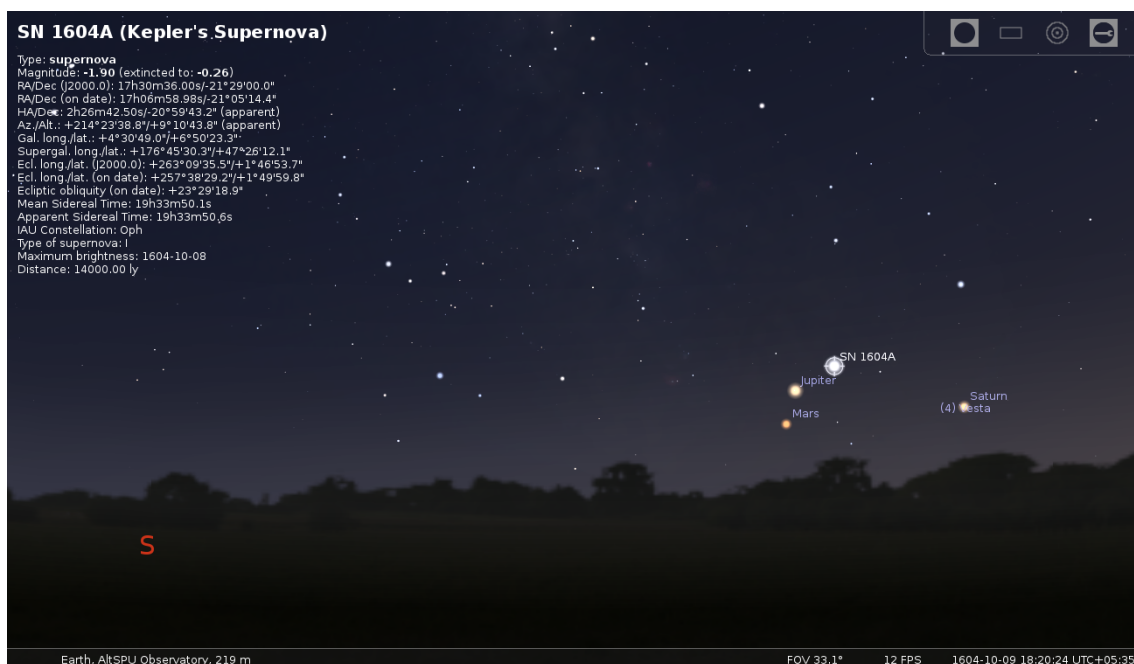 SN 1604A (Kepler's Supernova)
Type: supernova
Magnitude: -1.90 (extincted to: -0.26)
RA/Dec (J2000.0): 17h30m36.00s/-21°29'00.0"
RA/Dec (on date): 17h06m58.98s/-21°05'14.4"
HA/Dec: 2h26m42.50s/-20°59'43.2" (apparent)
Az./Alt.: +214°23'38.8"/+9°10'43.8" (apparent)
Gal. long./lat.: +4°30'49.0"/+6°50'23.3"
Supergal. long./lat.: +176°45'30.3"/+47°26'12.1"
Ecl. long./lat. (J2000.0): +263°09'35.5"/+1°46'53.7"
Ecl. long./lat. (on date): +257°38'29.2"/+1°49'59.8"
Ecliptic obliquity (on date): +23°29'18.9"
Mean Sidereal Time: 19h33m50.1s
Apparent Sidereal Time: 19h33m50.6s
IAU Constellation: Oph
Type of supernova: I
Maximum brightness: 1604-10-08
Distance: 14000.00 ly
SN 1604A
Jupiter
Saturn
(4) Vesta
Mars
S
Earth, AltSPU Observatory, 219 m
FOV 33.1° 12 FPS 1604-10-09 18:20:24 UTC+05:35